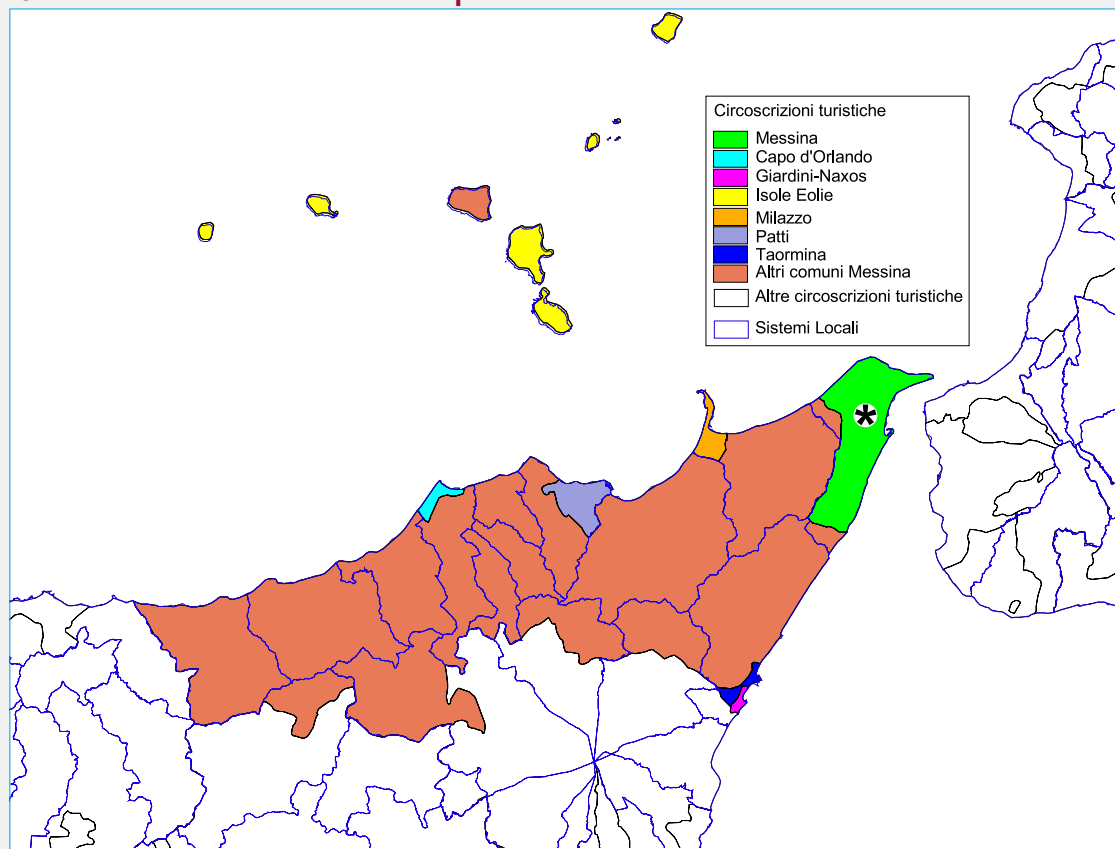 Circoscrizioni turistiche
Messina
Capo d'Orlando
Giardini-Naxos
Isole Eolie
Milazzo
Patti
Taormina
Altri comuni Messina
Altre circoscrizioni turistiche
Sistemi Locali
*